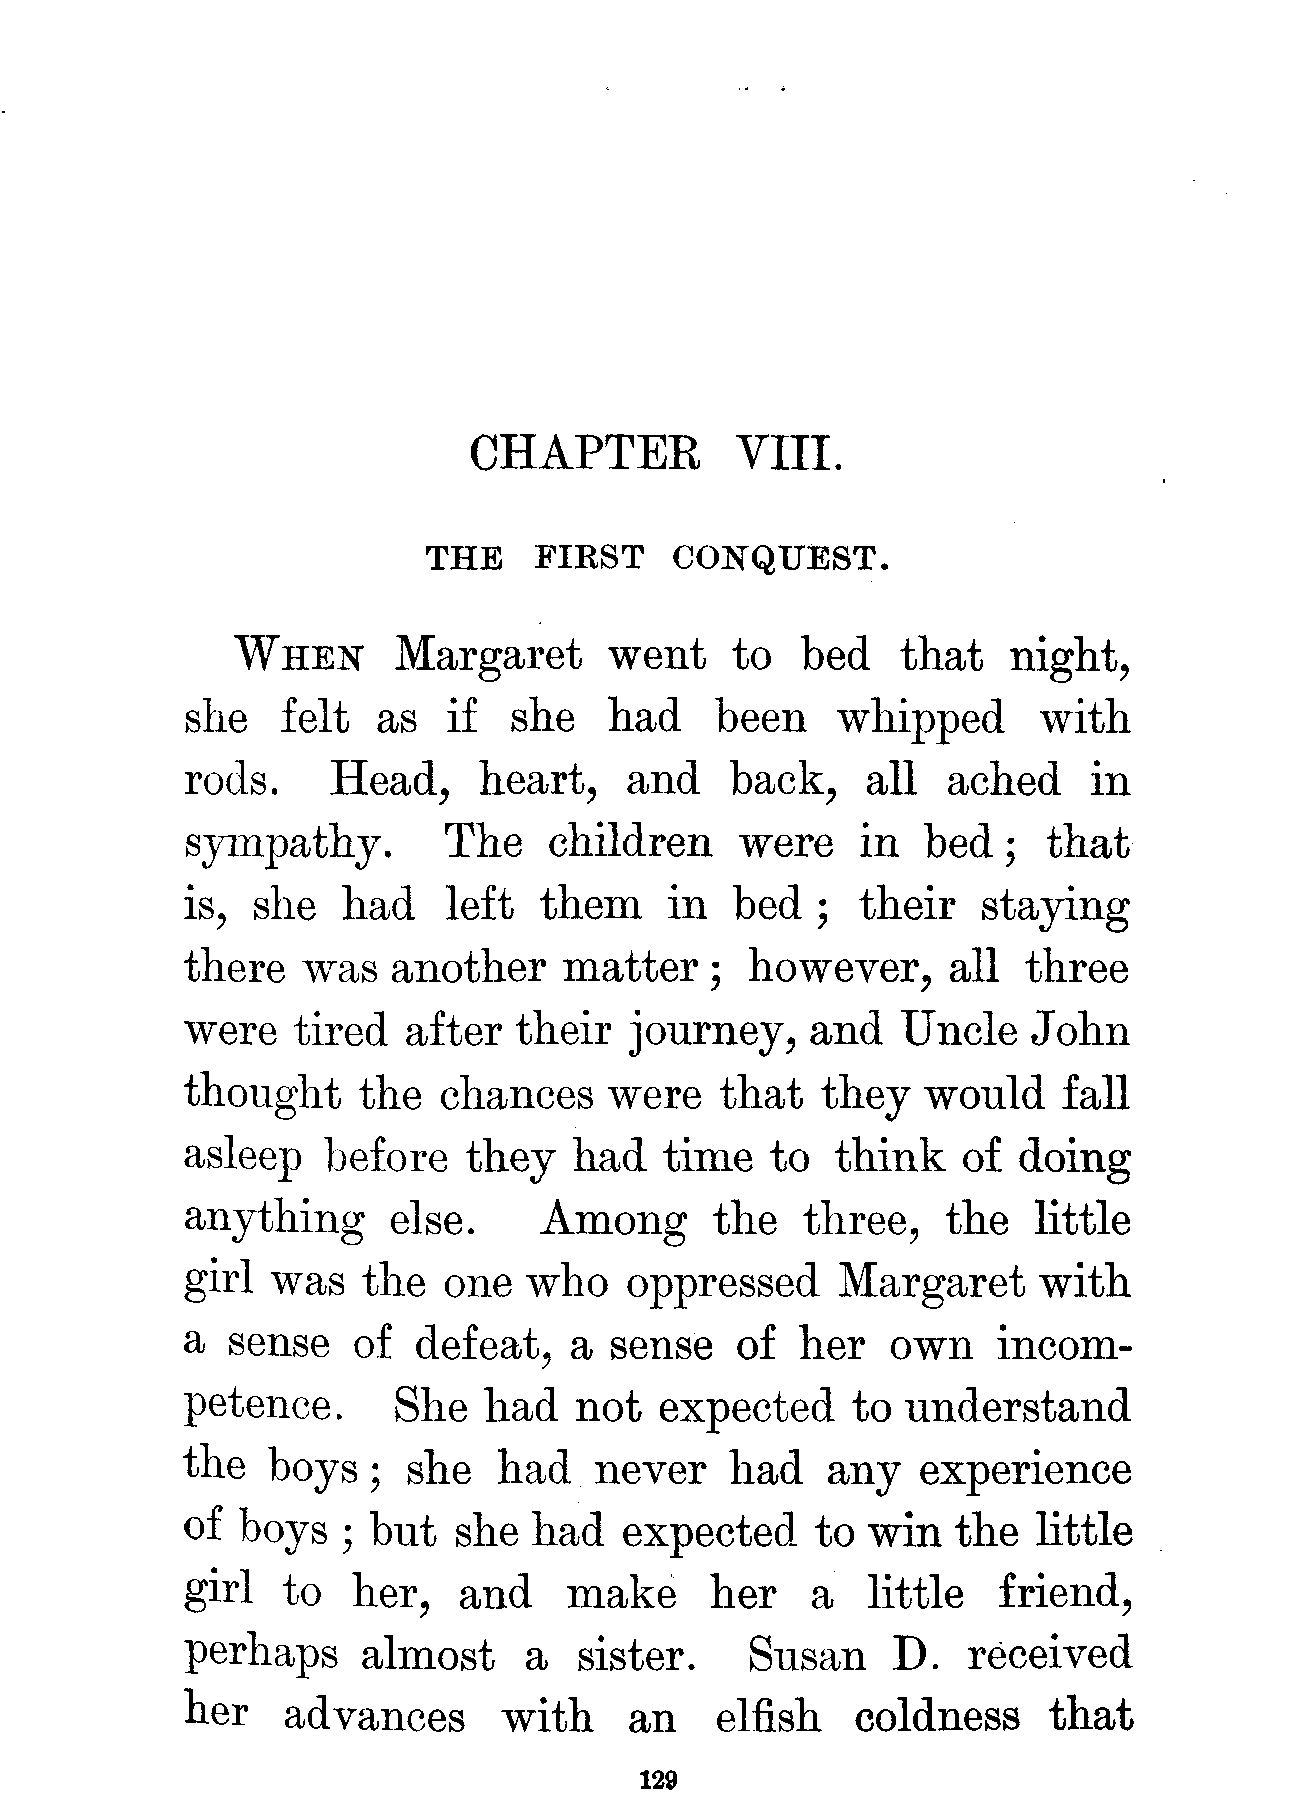 CHAPTER VIII.
THE FIRST CONQUEST.
WHEN Margaret went to bed that night,
she felt as if she had been whipped with
rods. Head, heart, and back, all ached in
sympathy. The children were in bed ; that
is, she had left them in bed ; their staying
there was another matter ; however, all three
were tired after their journey, and Uncle John
thought the chances were that they would fall
asleep before they had time to think of doing
anything else. Among the three, the little
girl was the one who oppressed Margaret with
a sense of defeat, a sense of her own incom-
petence. She had not expected to understand
the boys ; she had never had any experience
of boys ; but she had expected to win the little
girl to her, and make her a little friend,
perhaps almost a sister. Susan D. received
her advances with an elfish coldness that
129